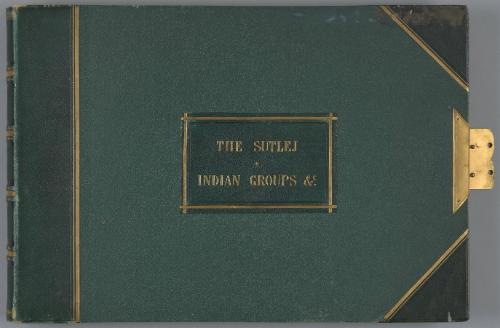 THE SUTLEJ
INDIAN GROUPS &c